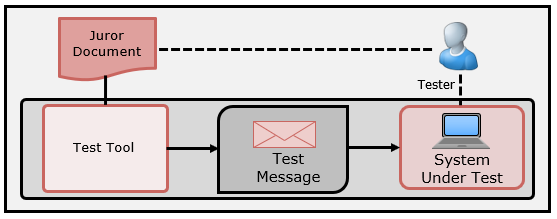 Juror
Document
Tester
Test Tool
Test
Message
System
Under Test